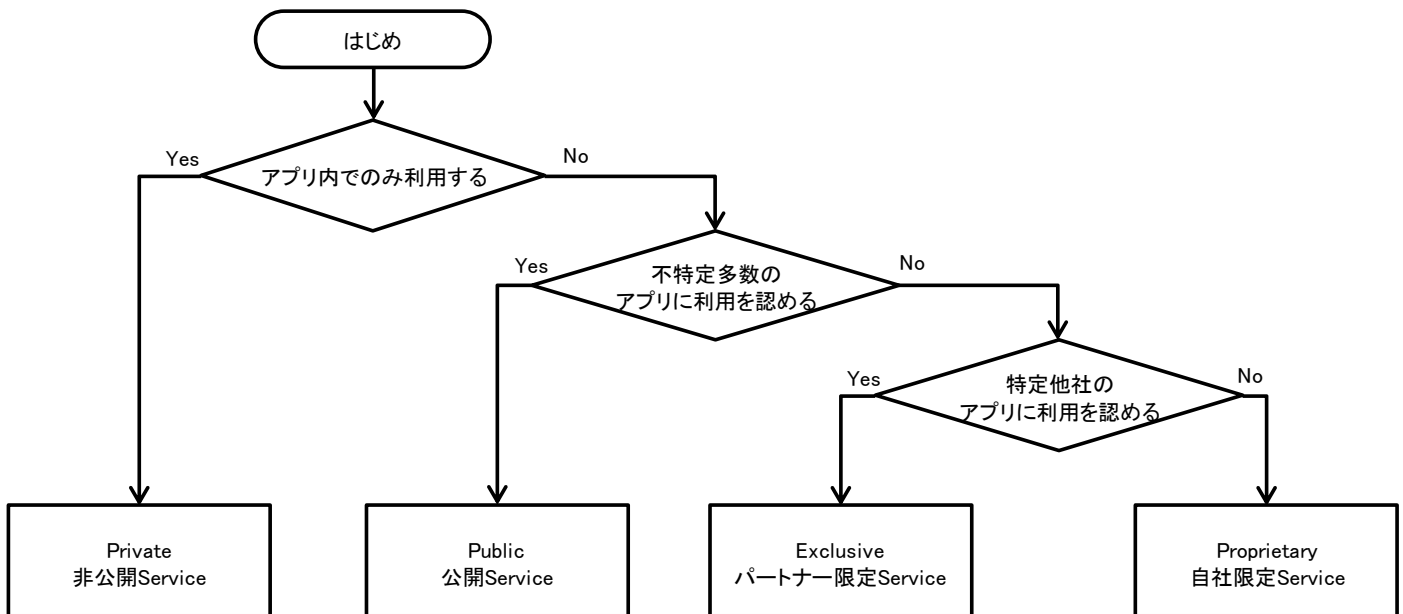 はじめ
Yes
アプリ内でのみ利用する
No
Yes
不特定多数の
アプリに利用を認める
No
Yes
特定他社の
アプリに利用を認める
No
Private
非公開Service
Public
公開Service
Exclusive
パートナー限定Service
Proprietary
自社限定Service